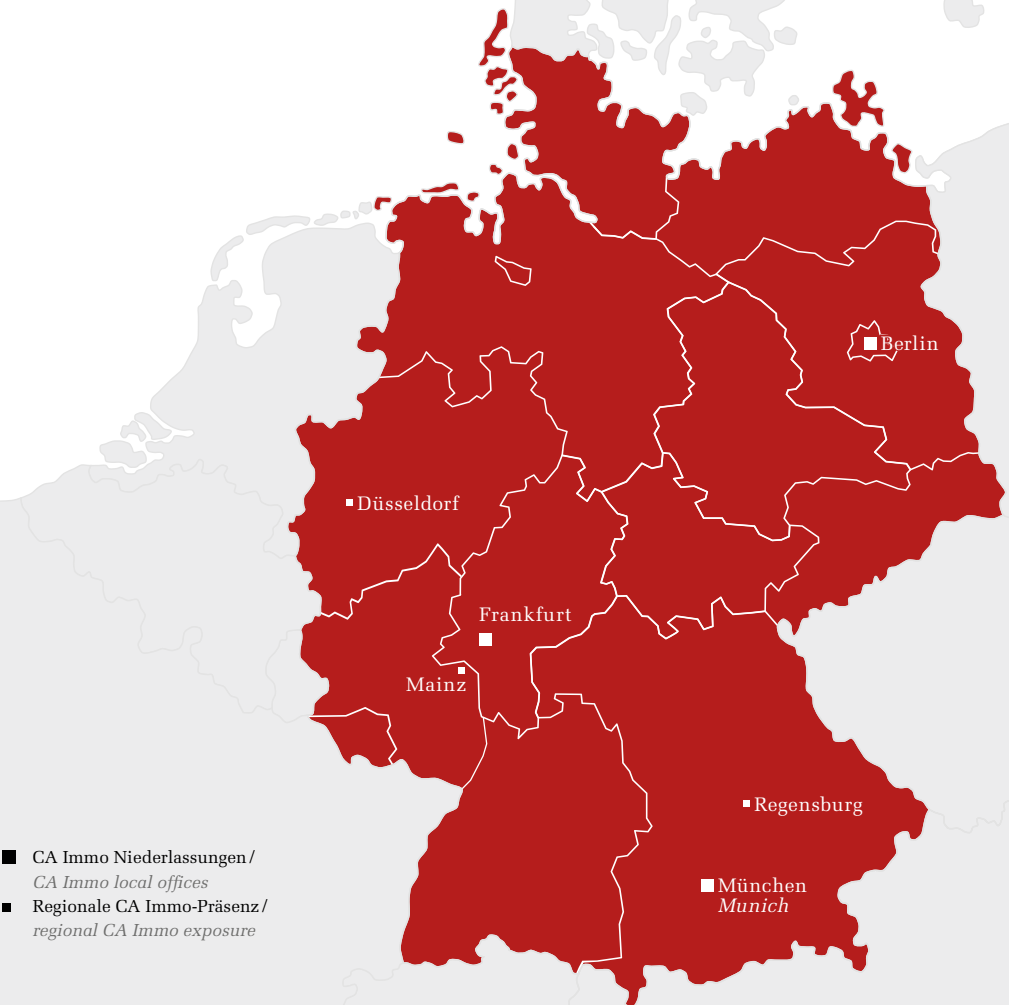 Berlin
Düsseldorf
Frankfurt
Mainz
Regensburg
München
Munich
CA Immo Niederlassungen /
CA Immo local offices
Regionale CA Immo-Präsenz /
regional CA Immo exposure